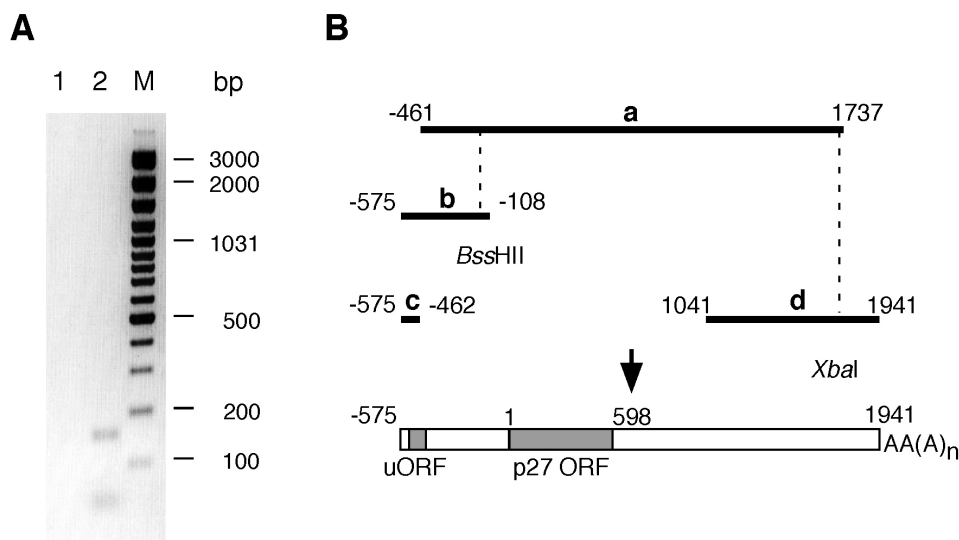 A
1 2 M bp
3000
2000
1031
500
200
100
B
-461 a 1737
-575 b -108
BssHII
-575 c -462 1041 d 1941
XbaI
-575 1 598 1941
AA(A)n
uORF p27 ORF